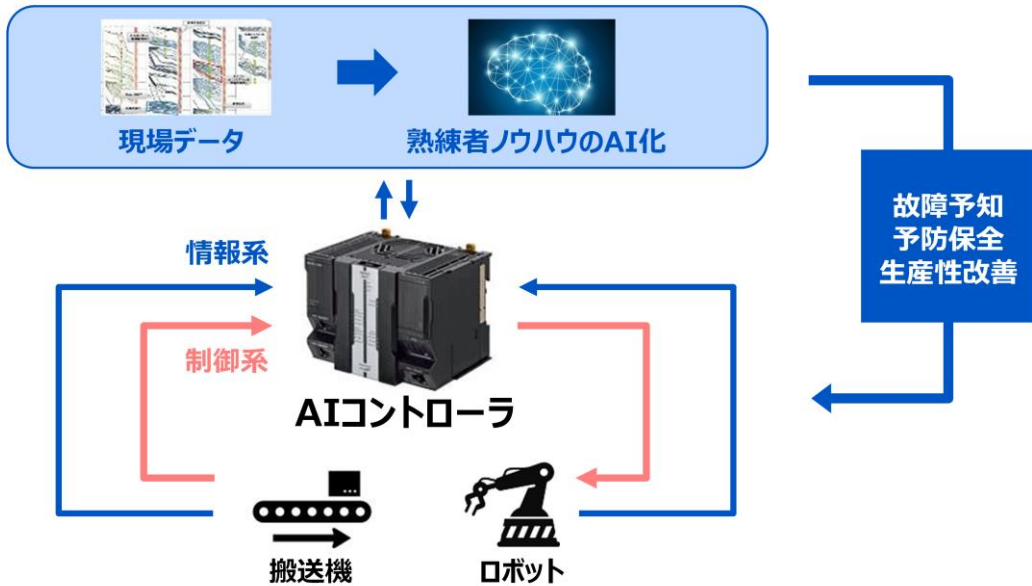 現場データ
熟練者ノウハウのAI化
故障予知
予防保全
生産性改善
情報系
制御系
AIコントローラ
搬送機
ロボット